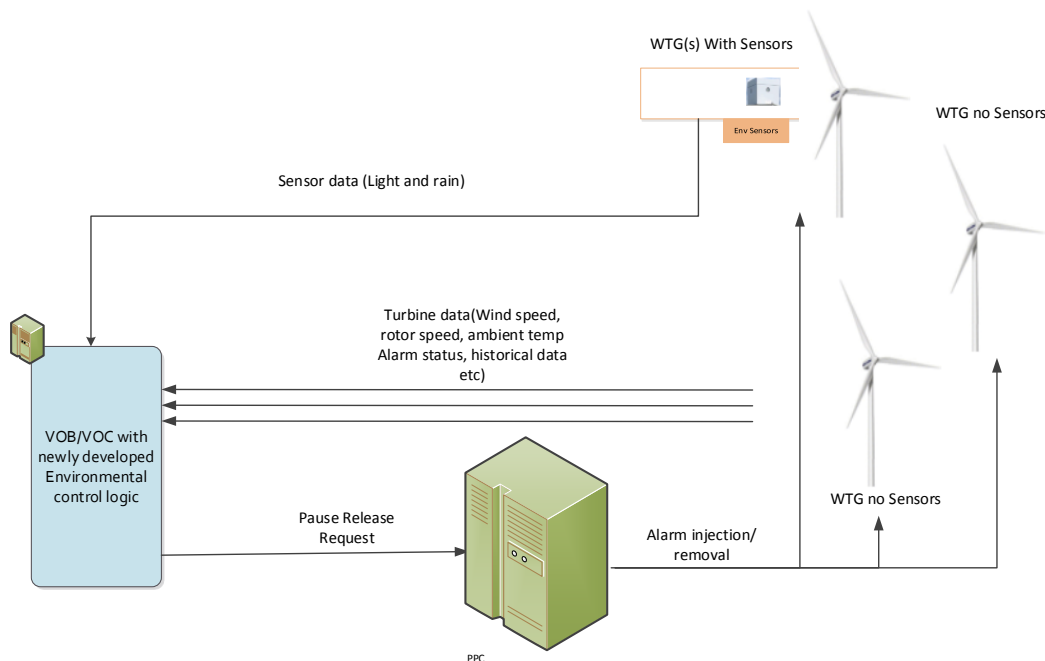 WTG(s) With Sensors
WTG no Sensors
Env Sensors
Sensor data (Light and rain)
Turbine data(Wind speed,
rotor speed, ambient temp
Alarm status, historical data
etc)
VOB/VOC with
newly developed
Environmental
control logic
WTG no Sensors
Pause Release
Request
Alarm injection/
removal
PPC